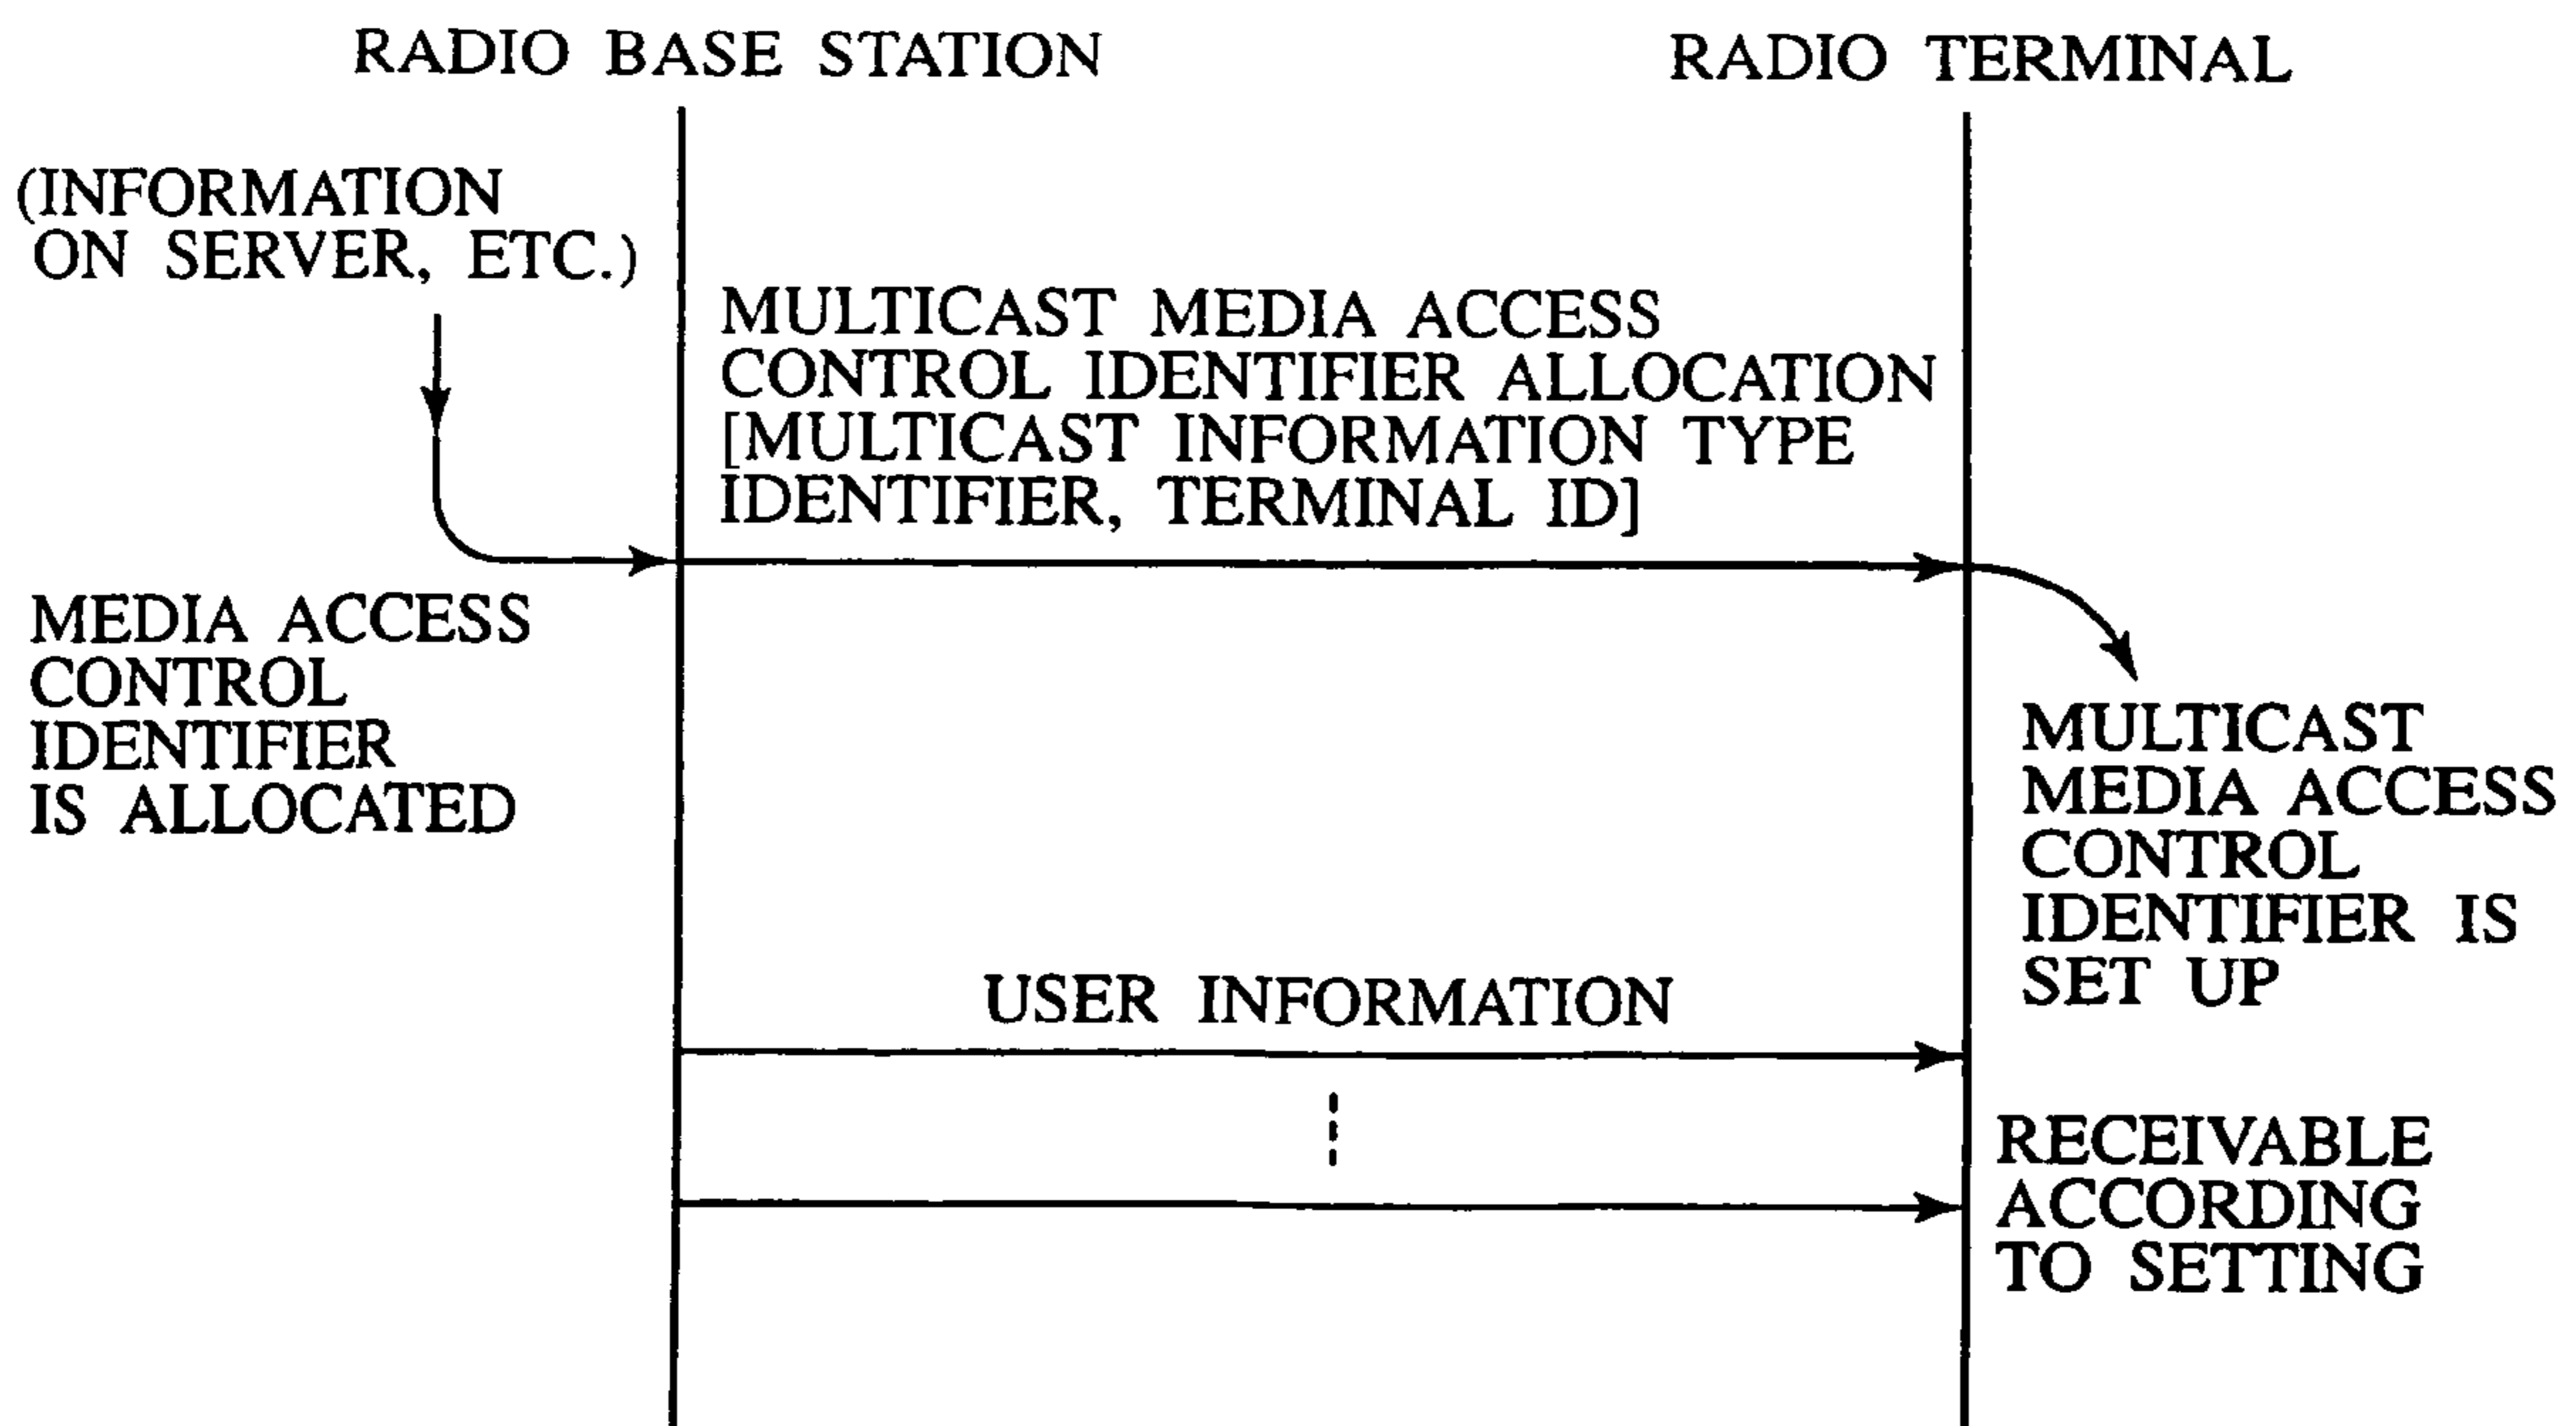 RADIO BASE STATION
RADIO TERMINAL
(INFORMATION
ON SERVER, ETC.)
MULTICAST MEDIA ACCESS
CONTROL IDENTIFIER ALLOCATION
[MULTICAST INFORMATION TYPE
IDENTIFIER, TERMINAL ID]
MEDIA ACCESS
CONTROL
IDENTIFIER
IS ALLOCATED
MULTICAST
MEDIA ACCESS
CONTROL
IDENTIFIER IS
SET UP
USER INFORMATION
RECEIVABLE
ACCORDING
TO SETTING